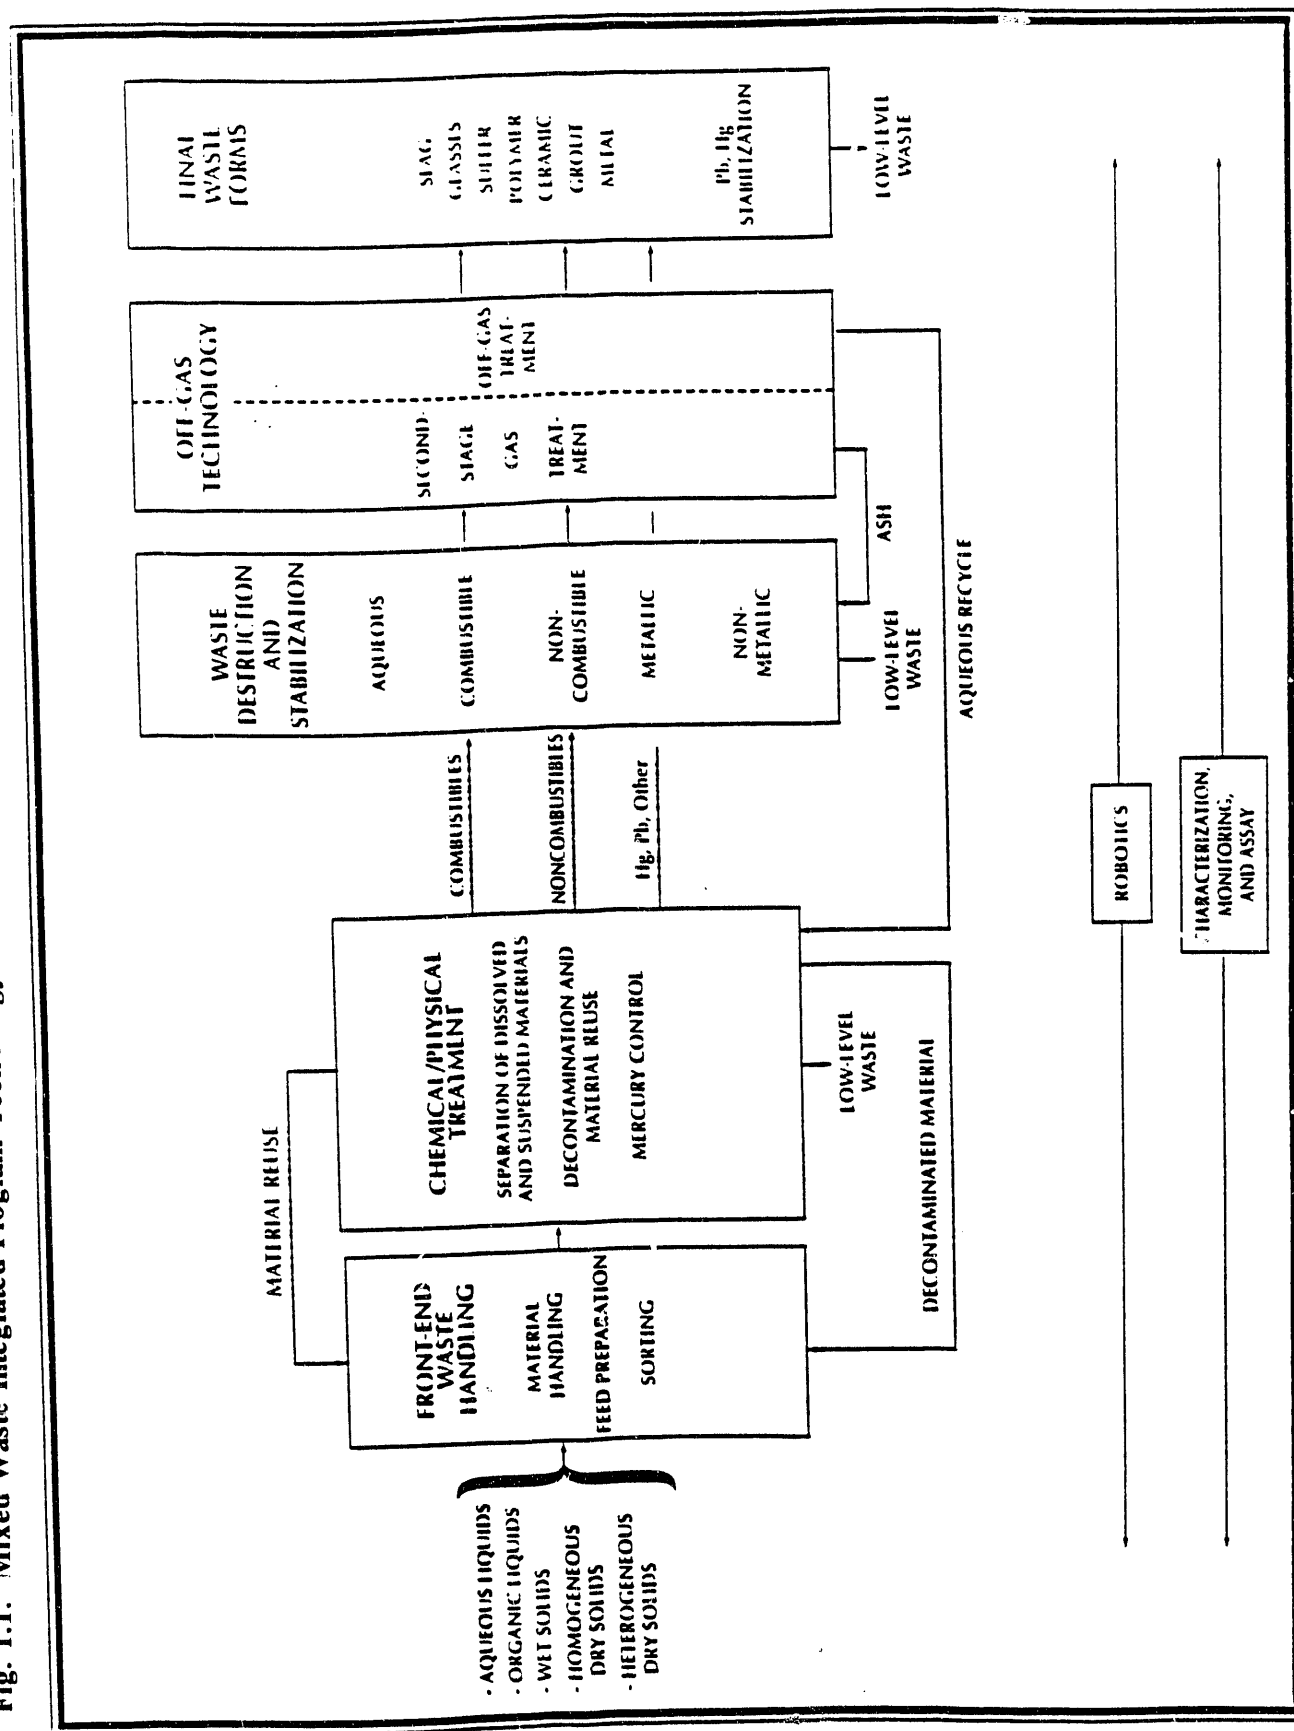 Fig. 1.1. Mixed Waste Integrated Program
- AQUEOUS LIQUIDS
- ORGANIC LIQUIDS
- WET SOLIDS
- HOMOGENEOUS
DRY SOLIDS
- HETEROGENEOUS
DRY SOLIDS
MATERIAL REUSE
FRONT-END
WASTE
HANDLING
MATERIAL
HANDLING
FEED PREPARATION
SORTING
CHEMICAL/PHYSICAL
TREATMENT
SEPARATION OF DISSOLVED
AND SUSPENDED MATERIALS
DECONTAMINATION AND
MATERIAL REUSE
MERCURY CONTROL
LOW-LEVEL
WASTE
DECONTAMINATED MATERIAL
COMBUSTIBLES
NONCOMBUSTIBLES
Hg, Pb, Other
WASTE
DESTRUCTION
AND
STABILIZATION
AQUEOUS
COMBUSTIBLE
NON-
COMBUSTIBLE
METALLIC
NON-
METALLIC
LOW-LEVEL
WASTE
ASH
AQUEOUS RECYCLE
OFF-GAS
TECHNOLOGY
SECOND-
STAGE
GAS
TREAT-
MENT
OFF-GAS
TREAT-
MENT
FINAL
WASTE
FORMS
SLAG
GLASSES
SULFER
POLYMER
CERAMIC
GROUT
METAL
Pb, Hg
STABILIZATION
LOW-LEVEL
WASTE
ROBOTICS
CHARACTERIZATION,
MONITORING,
AND ASSAY